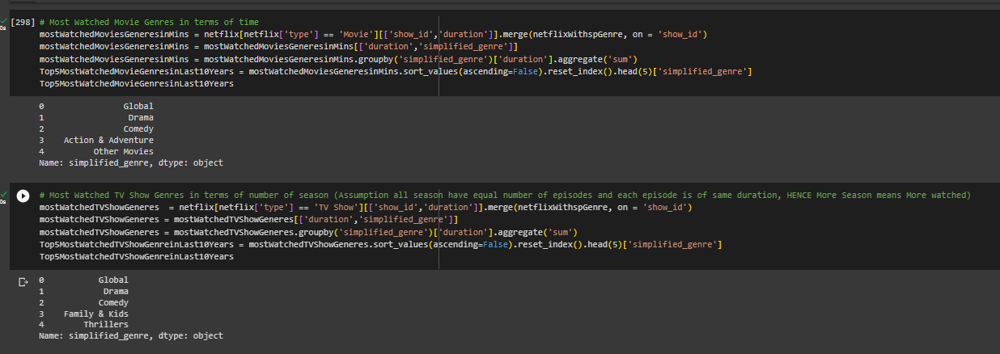 [298] # Most Watched Movie Genres in terms of time
mostWatchedMoviesGeneresinMins = netflix[netflix['type'] == 'Movie'][['show_id','duration']].merge(netflixWithspGenre, on = 'show_id')
mostWatchedMoviesGeneresinMins = mostWatchedMoviesGeneresinMins[['duration','simplified_genre']]
mostWatchedMoviesGeneresinMins = mostWatchedMoviesGeneresinMins.groupby('simplified_genre')['duration'].aggregate('sum')
Top5MostWatchedMovieGenresinLast10Years = mostWatchedMoviesGeneresinMins.sort_values(ascending=False).reset_index().head(5)['simplified_genre']
Top5MostWatchedMovieGenresinLast10Years
0 Global
1 Drama
2 Comedy
3 Action & Adventure
4 Other Movies
Name: simplified_genre, dtype: object
# Most Watched TV Show Genres in terms of number of season (Assumption all season have equal number of episodes and each episode is of same duration, HENCE More Season means More watched)
mostWatchedTVShowGeneres = netflix[netflix['type'] == 'TV Show'][['show_id','duration']].merge(netflixWithspGenre, on = 'show_id')
mostWatchedTVShowGeneres = mostWatchedTVShowGeneres[['duration','simplified_genre']]
mostWatchedTVShowGeneres = mostWatchedTVShowGeneres.groupby('simplified_genre')['duration'].aggregate('sum')
Top5MostWatchedTVShowGenreinLast10Years = mostWatchedTVShowGeneres.sort_values(ascending=False).reset_index().head(5)['simplified_genre']
Top5MostWatchedTVShowGenreinLast10Years
0 Global
1 Drama
2 Comedy
3 Family & Kids
4 Thrillers
Name: simplified_genre, dtype: object